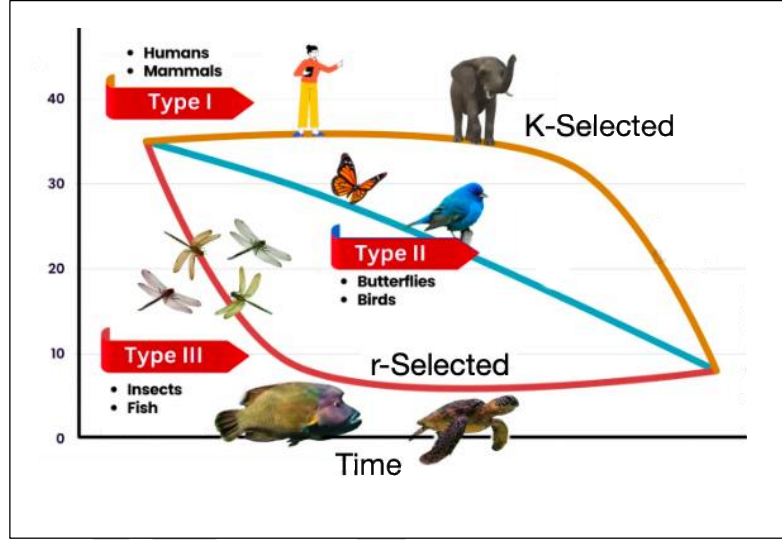 • Humans
• Mammals
Type I
K-Selected
40
30
20
10
0
Type II
• Butterflies
• Birds
Type III
• Insects
• Fish
r-Selected
Time